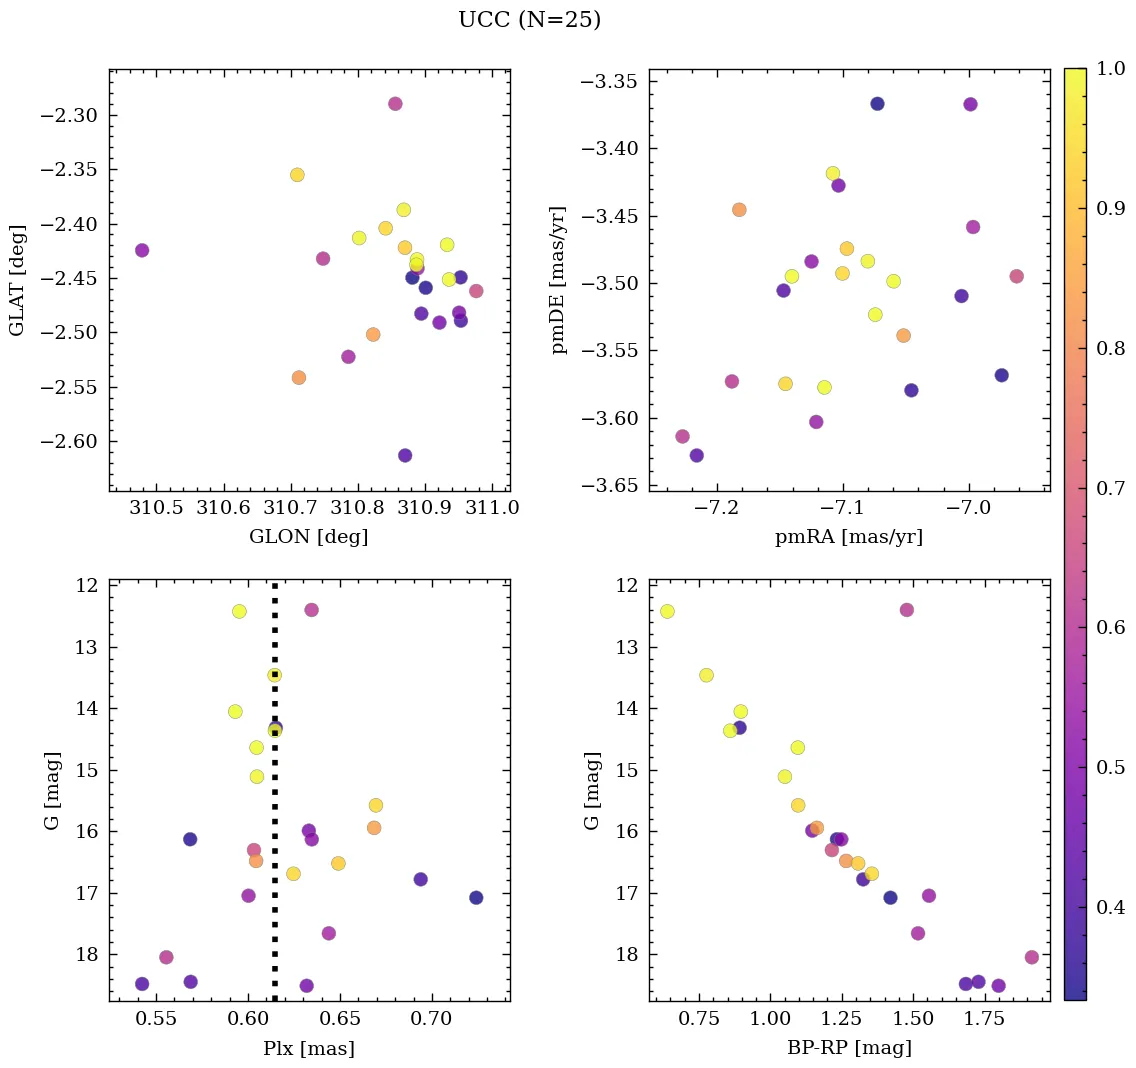 UCC (N=25)
−2.30
−2.35
−2.40
−2.45
−2.50
−2.55
−2.60
GLAT [deg]
310.5 310.6 310.7 310.8 310.9 311.0
GLON [deg]
−3.35
−3.40
−3.45
−3.50
−3.55
−3.60
−3.65
pmDE [mas/yr]
−7.2 −7.1 −7.0
pmRA [mas/yr]
12
13
14
15
16
17
18
G [mag]
0.55 0.60 0.65 0.70
Plx [mas]
12
13
14
15
16
17
18
G [mag]
0.75 1.00 1.25 1.50 1.75
BP-RP [mag]
1.0
0.9
0.8
0.7
0.6
0.5
0.4